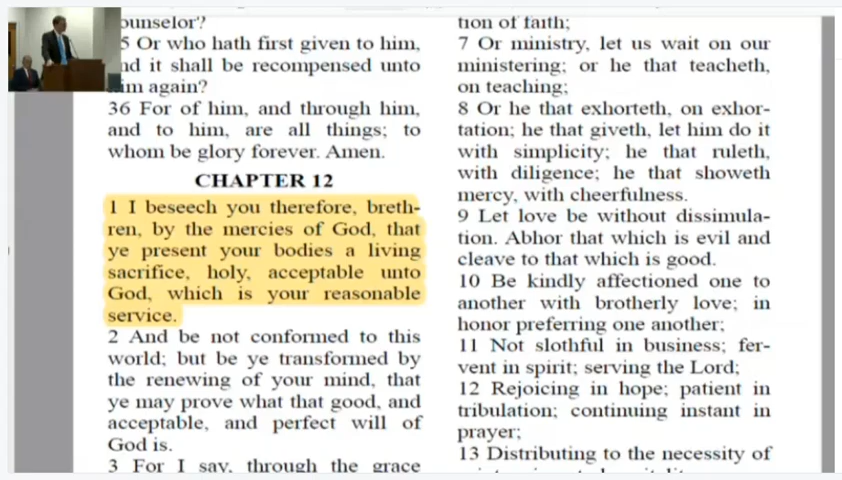 ounselor?
5 Or who hath first given to him,
nd it shall be recompensed unto
im again?
36 For of him, and through him,
and to him, are all things; to
whom be glory forever. Amen.
CHAPTER 12
1 I beseech you therefore, breth-
ren, by the mercies of God, that
ye present your bodies a living
sacrifice, holy, acceptable unto
God, which is your reasonable
service.
2 And be not conformed to this
world; but be ye transformed by
the renewing of your mind, that
ye may prove what that good, and
acceptable, and perfect will of
God is.
3 For I say, through the grace
tion of faith;
7 Or ministry, let us wait on our
ministering; or he that teacheth,
on teaching;
8 Or he that exhorteth, on exhor-
tation; he that giveth, let him do it
with simplicity; he that ruleth,
with diligence; he that showeth
mercy, with cheerfulness.
9 Let love be without dissimula-
tion. Abhor that which is evil and
cleave to that which is good.
10 Be kindly affectioned one to
another with brotherly love; in
honor preferring one another;
11 Not slothful in business; fer-
vent in spirit; serving the Lord;
12 Rejoicing in hope; patient in
tribulation; continuing instant in
prayer;
13 Distributing to the necessity of